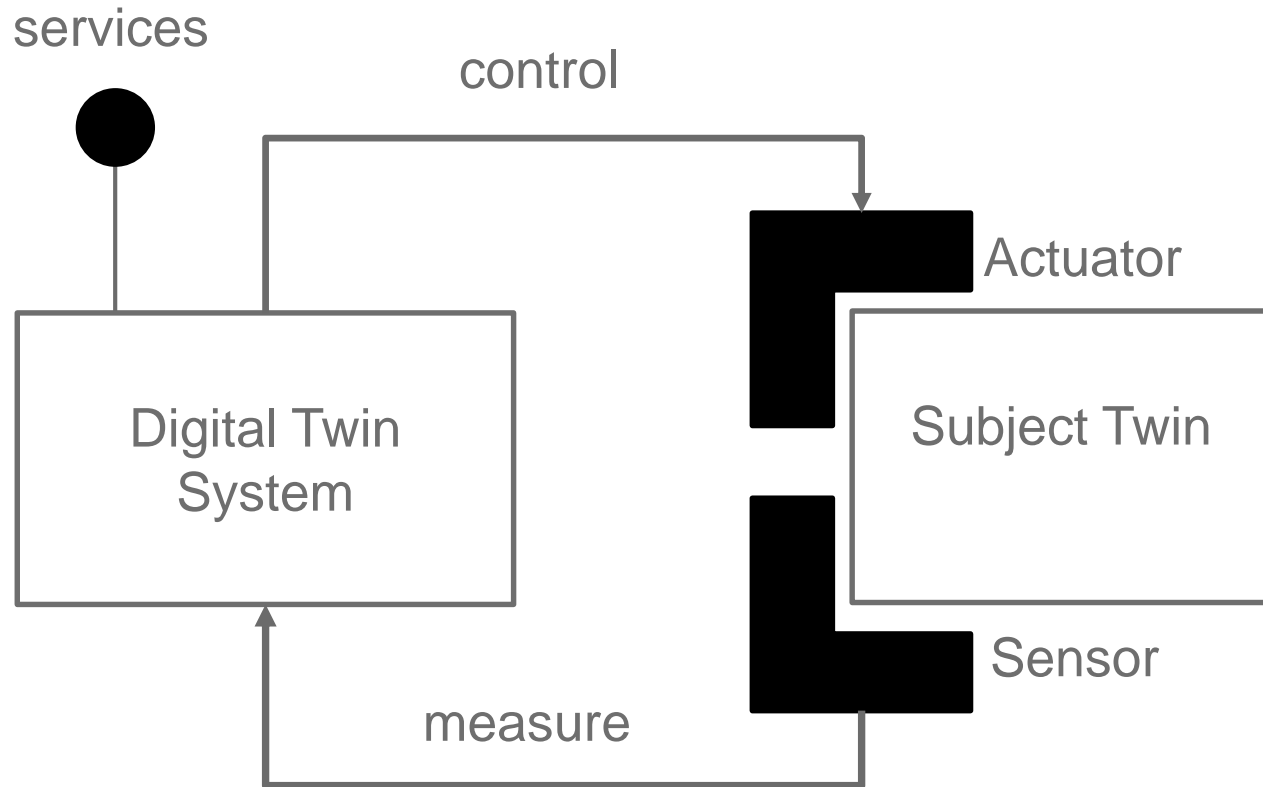 services
control
Actuator
Digital Twin
System
Subject Twin
Sensor
measure